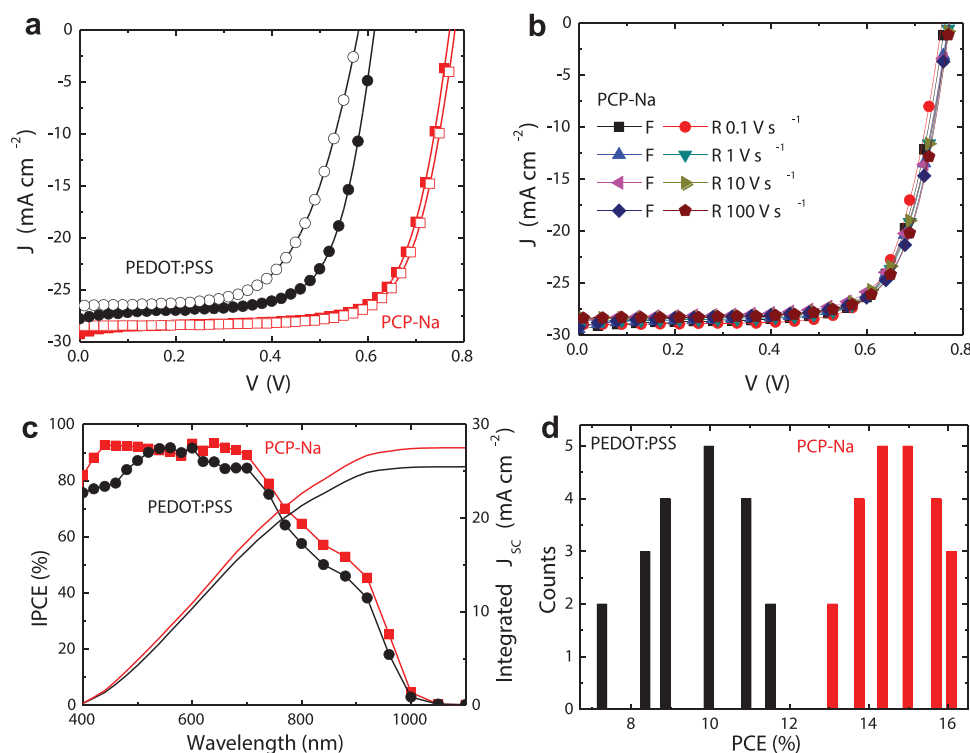 a
0
-5
-10
-15
-20
-25
-30
J (mA cm⁻²)
PEDOT:PSS
PCP-Na
0.0 0.2 0.4 0.6 0.8
V (V)
b
0
-5
-10
-15
-20
-25
-30
J (mA cm⁻²)
PCP-Na
F R 0.1 V s⁻¹
F R 1 V s⁻¹
F R 10 V s⁻¹
F R 100 V s⁻¹
0.0 0.2 0.4 0.6 0.8
V (V)
c
100
80
60
40
20
0
IPCE (%)
PCP-Na
PEDOT:PSS
30
20
10
0
Integrated J SC (mA cm⁻²)
400 600 800 1000
Wavelength (nm)
d
PEDOT:PSS PCP-Na
5
4
3
2
1
0
Counts
8 10 12 14 16
PCE (%)